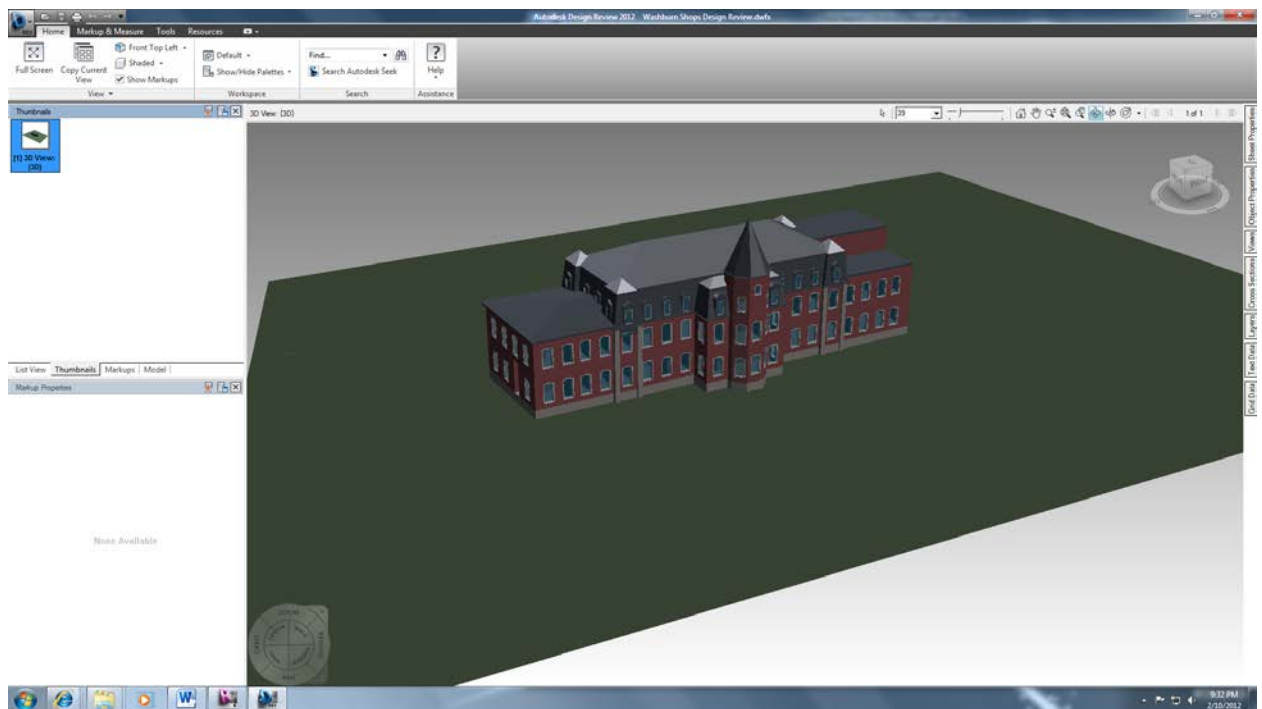 Autodesk Design Review 2012 Washburn Shops Design Review.dwfx
Home Markup & Measure Tools Resources
Full Screen
Copy Current
View
Front Top Left
Shaded
Show Markups
View
Default
Show/Hide Palettes
Workspace
Find...
Search Autodesk Seek
Search
Help
Assistance
Thumbnails
[1] 3D View:
{3D}
List View Thumbnails Markups Model
Markup Properties
None Available
3D View: {3D}
39
1 of 1
Sheet Properties
Object Properties
Views
Cross Sections
Layers
Text Data
Grid Data
ZOOM
9:32 PM
2/10/2012